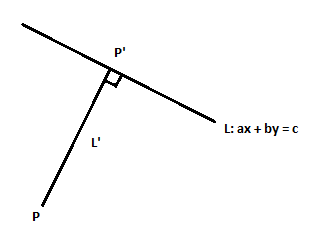 P'
L: ax + by = c
L'
P